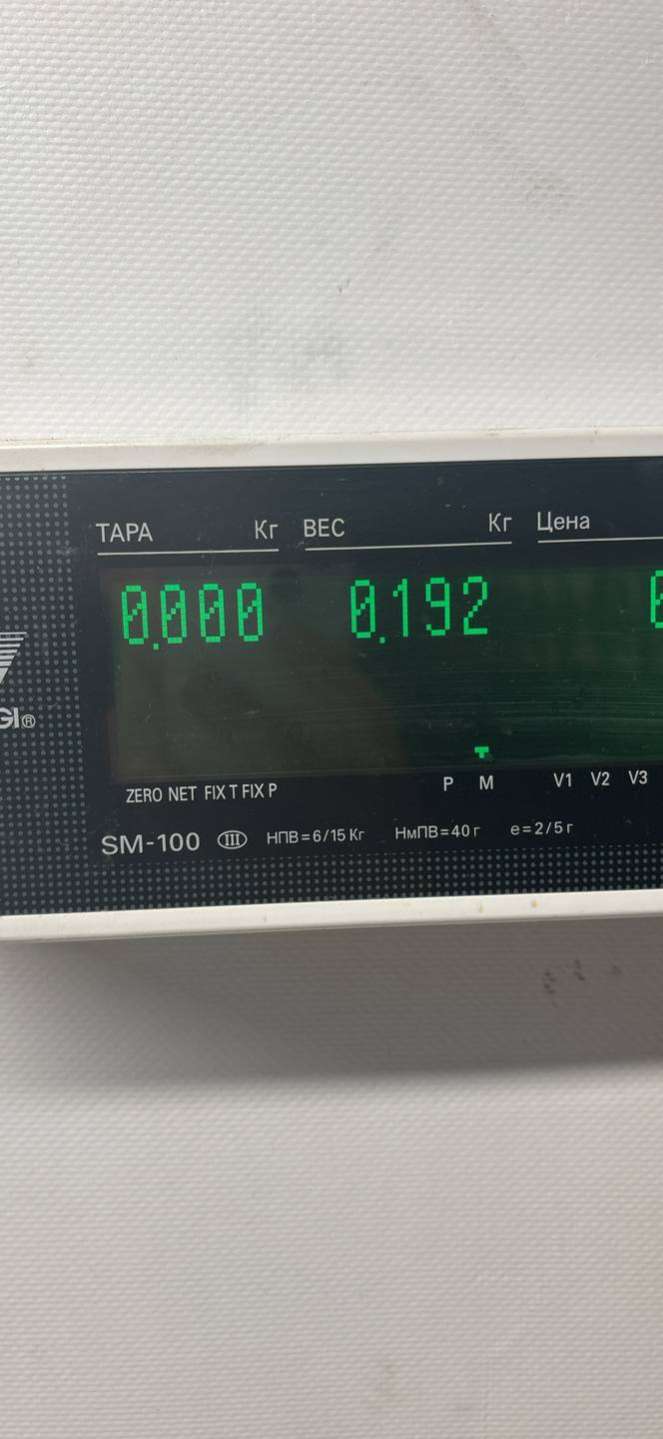 ТАРА Кг ВЕС Кг Цена
0.000 0.192
GI®
P M V1 V2 V3
ZERO NET FIX T FIX P
SM-100 III НПВ=6/15 Кг НмПВ=40 г е=2/5 г